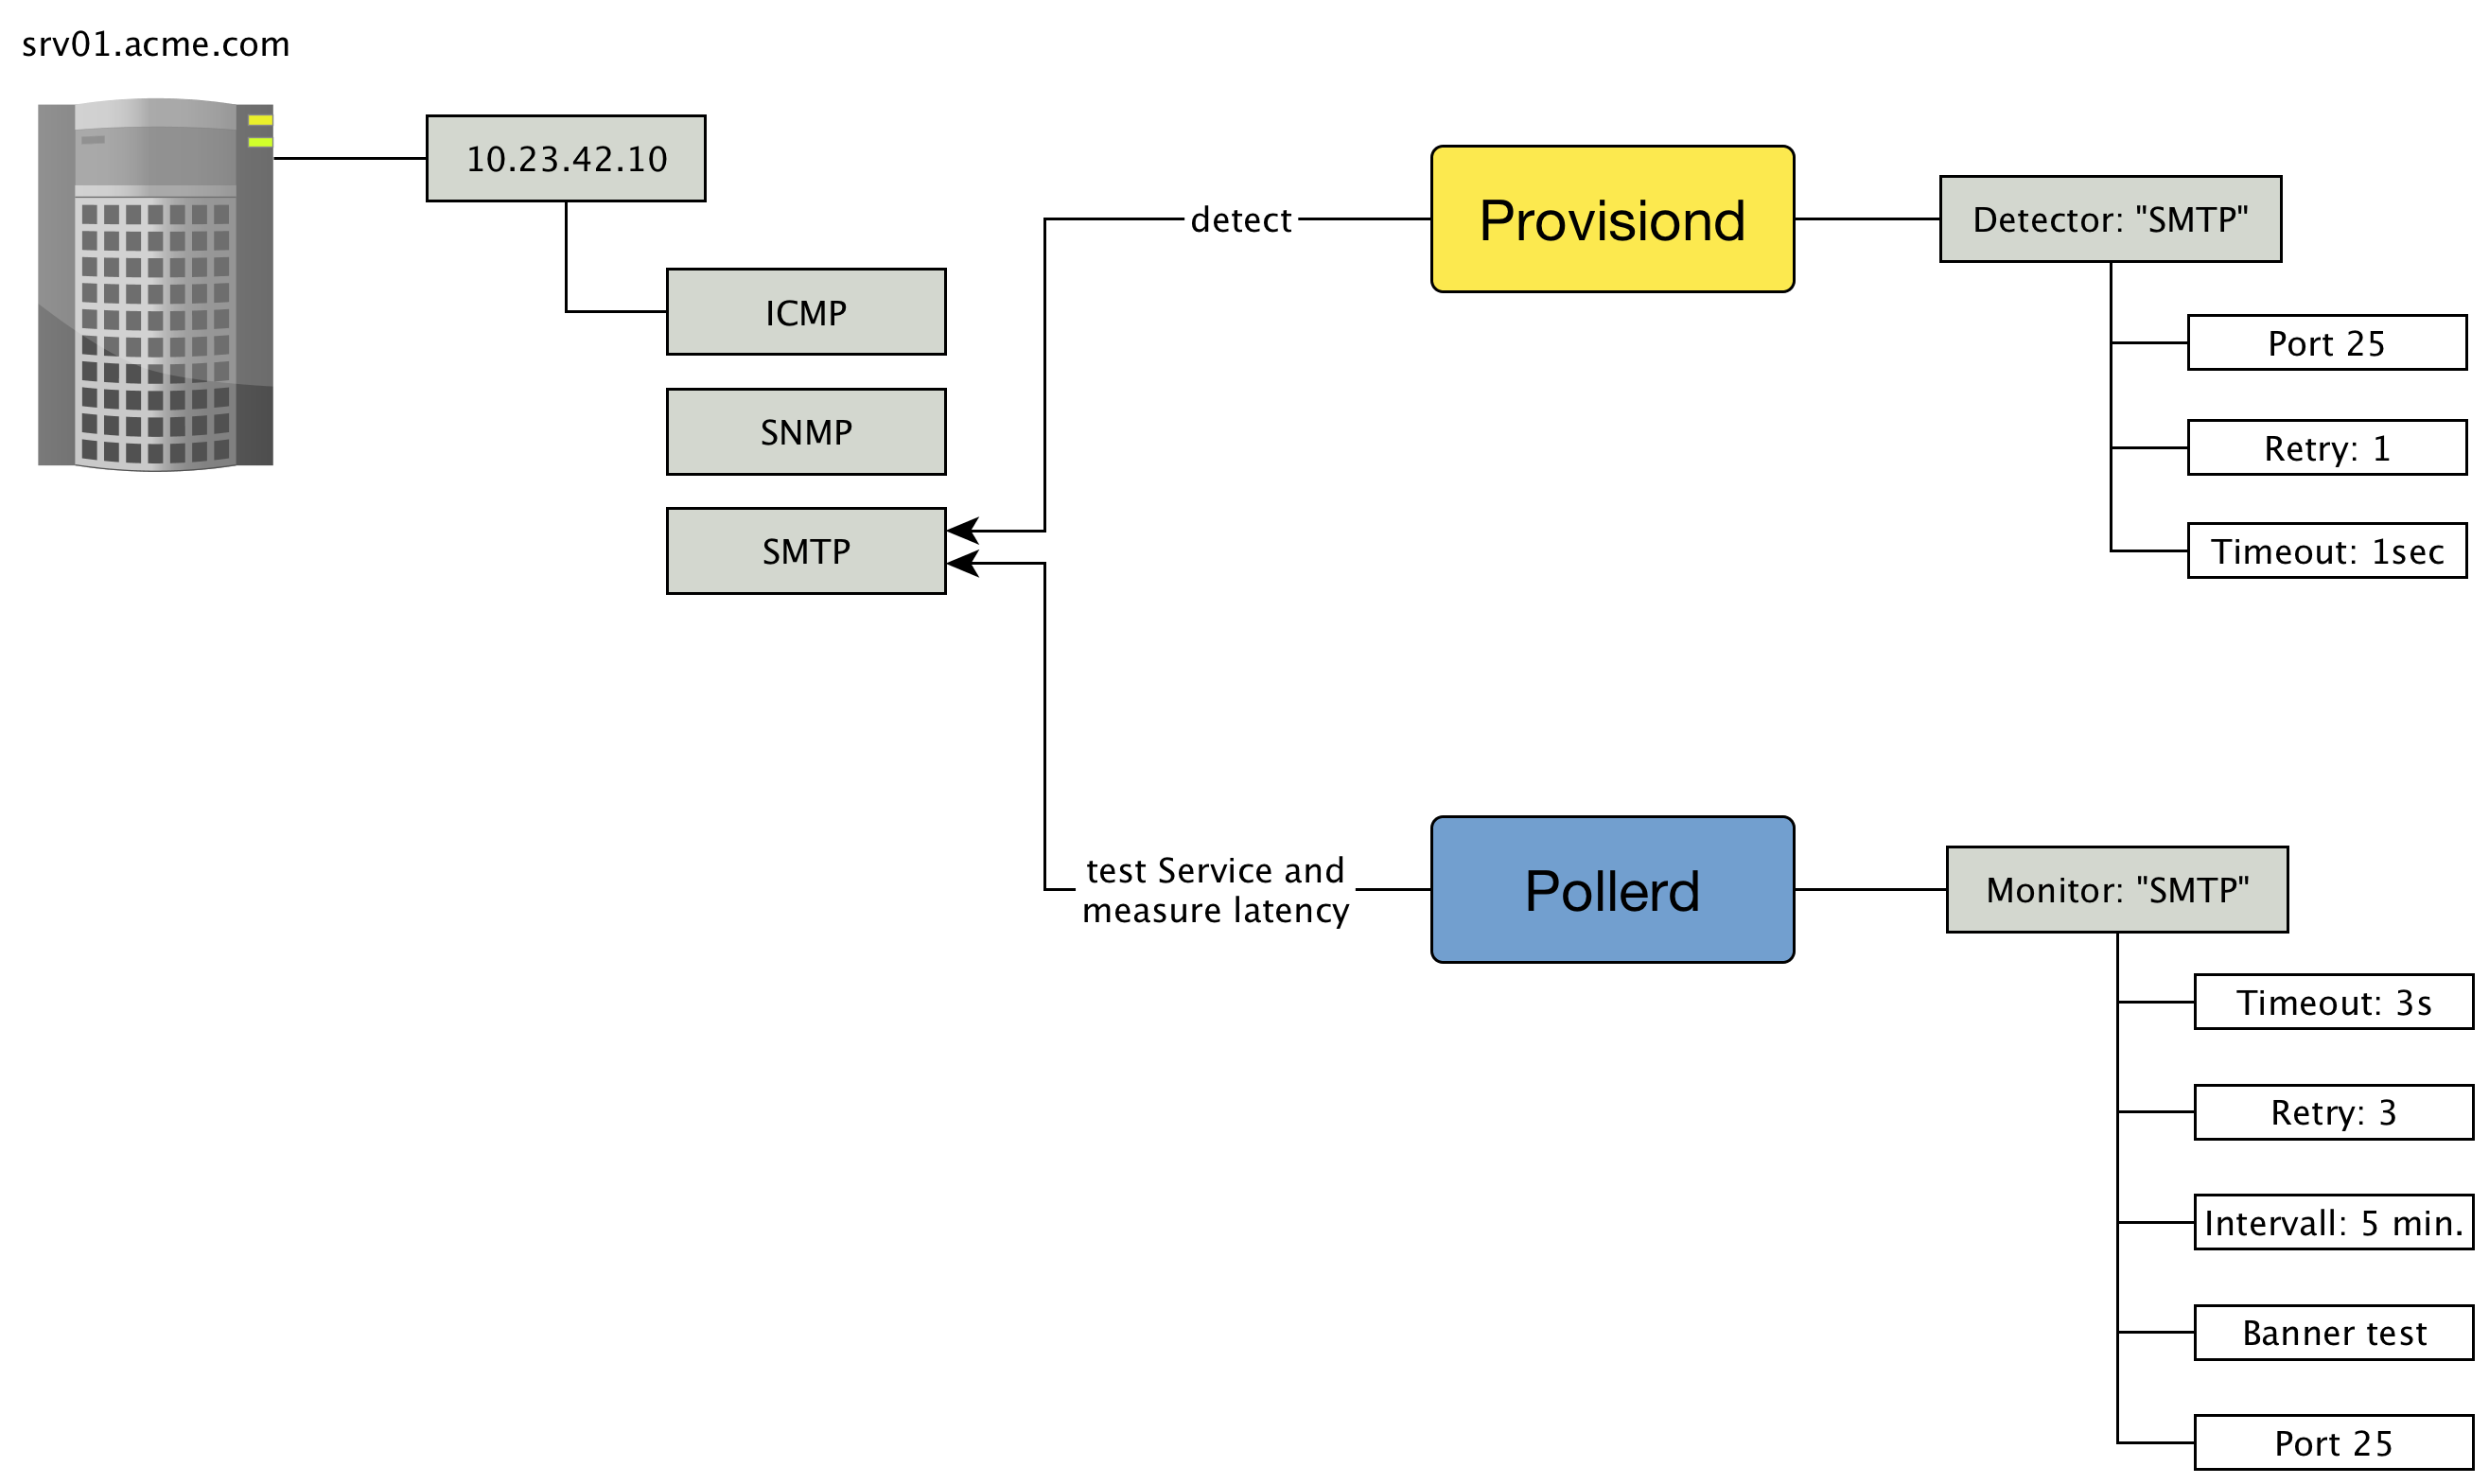 srv01.acme.com
10.23.42.10
ICMP
SNMP
SMTP
detect
Provisiond
Detector: "SMTP"
Port 25
Retry: 1
Timeout: 1sec
test Service and
measure latency
Pollerd
Monitor: "SMTP"
Timeout: 3s
Retry: 3
Intervall: 5 min.
Banner test
Port 25